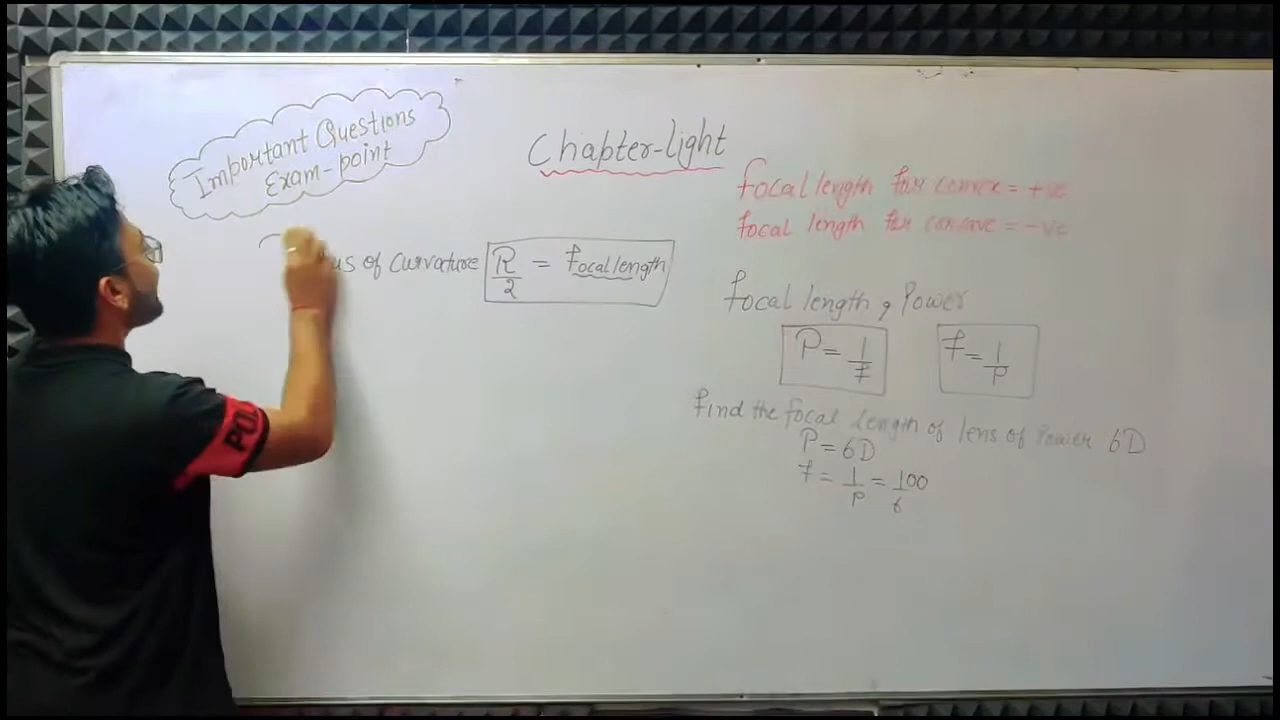 Important Questions
Exam-point
Chapter-light
focal length for convex = +ve
focal length for concave = -ve
us of Curvature R/2 = focal length
focal length, Power
P = 1/f
f = 1/P
find the focal length of lens of Power 6D
P = 6D
f = 1/P = 100/6
POL